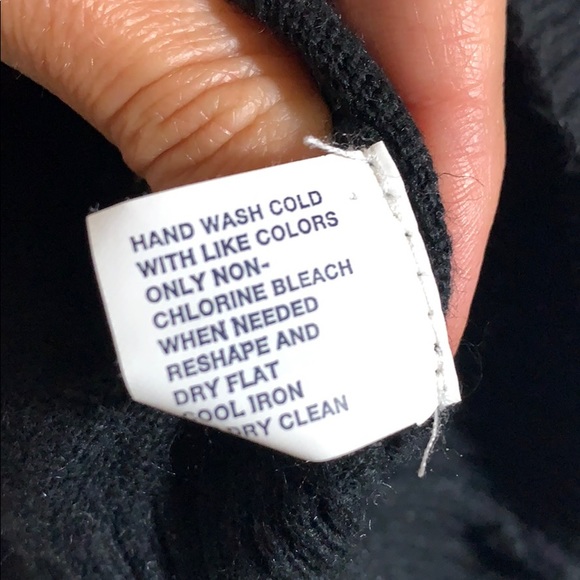 HAND WASH COLD
WITH LIKE COLORS
ONLY NON-
CHLORINE BLEACH
WHEN NEEDED
RESHAPE AND
DRY FLAT
COOL IRON
DRY CLEAN